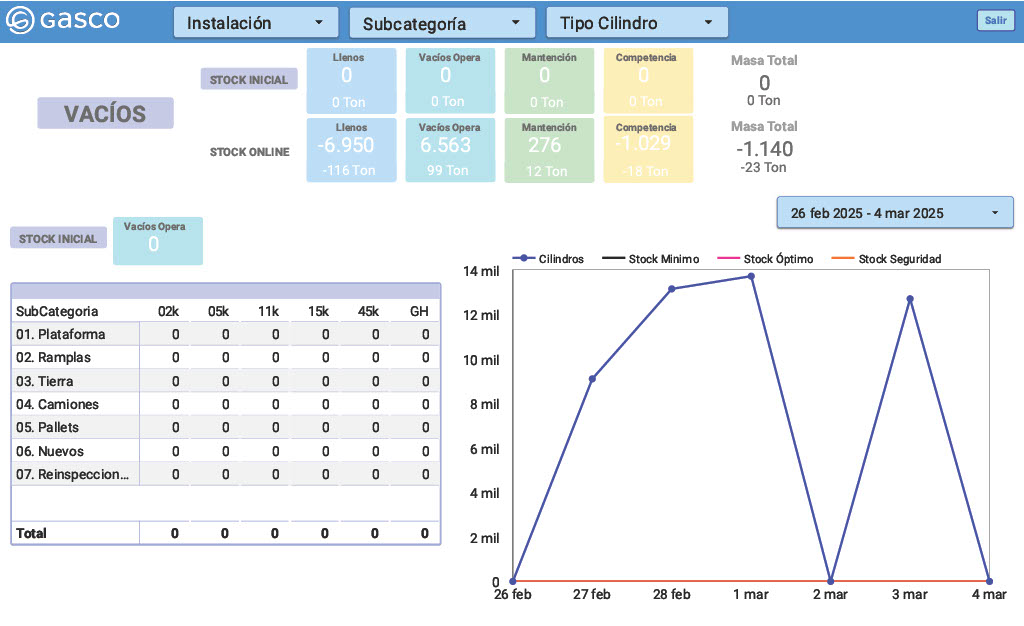 Gasco
Instalación
Subcategoría
Tipo Cilindro
Salir
STOCK INICIAL
Llenos
0
0 Ton
Vacíos Opera
0
0 Ton
Mantención
0
0 Ton
Competencia
0
0 Ton
Masa Total
0
0 Ton
VACÍOS
STOCK ONLINE
Llenos
-6.950
-116 Ton
Vacíos Opera
6.563
99 Ton
Mantención
276
12 Ton
Competencia
-1.029
-18 Ton
Masa Total
-1.140
-23 Ton
26 feb 2025 - 4 mar 2025
STOCK INICIAL
Vacíos Opera
0
SubCategoria 02k 05k 11k 15k 45k GH
01. Plataforma 0 0 0 0 0 0
02. Ramplas 0 0 0 0 0 0
03. Tierra 0 0 0 0 0 0
04. Camiones 0 0 0 0 0 0
05. Pallets 0 0 0 0 0 0
06. Nuevos 0 0 0 0 0 0
07. Reinspeccion... 0 0 0 0 0 0
Total 0 0 0 0 0 0
Cilindros Stock Minimo Stock Óptimo Stock Seguridad
14 mil
12 mil
10 mil
8 mil
6 mil
4 mil
2 mil
0
26 feb 27 feb 28 feb 1 mar 2 mar 3 mar 4 mar